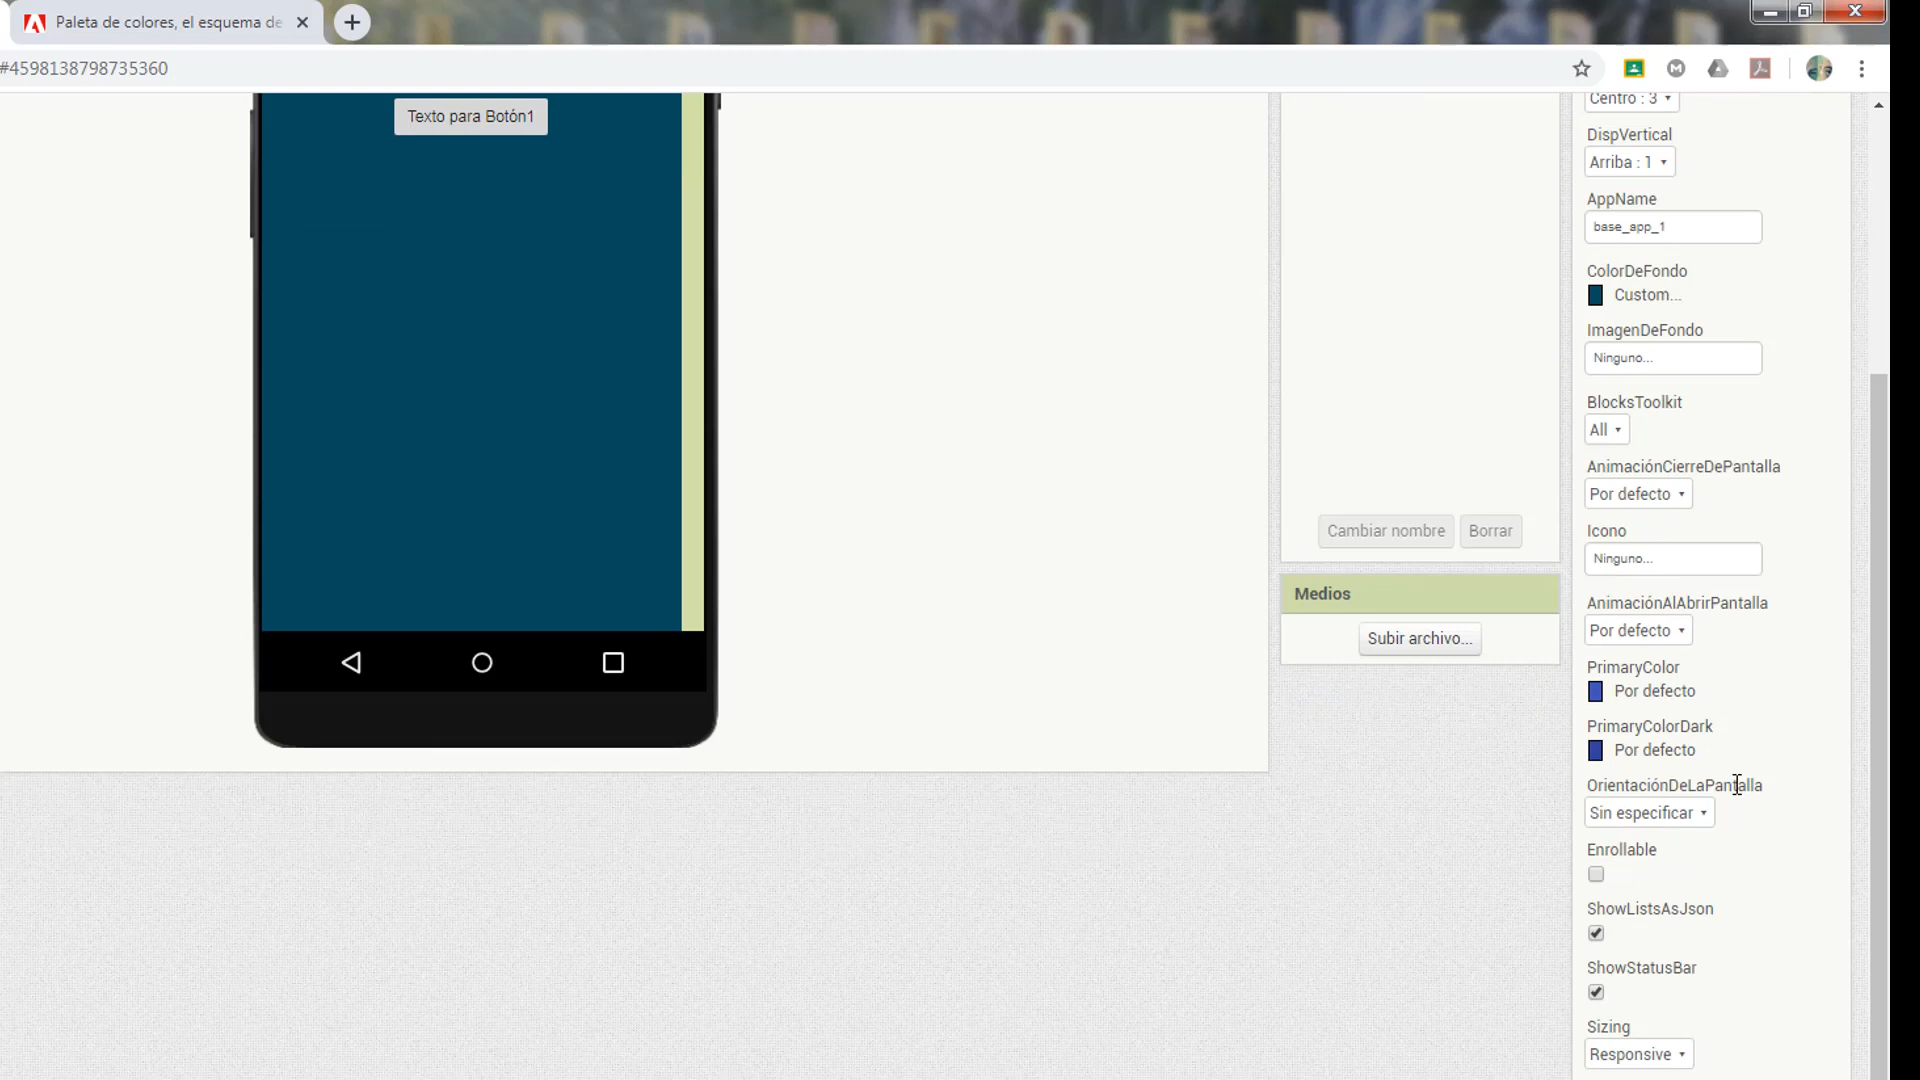 Paleta de colores, el esquema de
#4598138798735360
Texto para Botón1
Cambiar nombre
Borrar
Medios
Subir archivo...
Centro : 3
DispVertical
Arriba : 1
AppName
base_app_1
ColorDeFondo
Custom...
ImagenDeFondo
Ninguno...
BlocksToolkit
All
AnimaciónCierreDePantalla
Por defecto
Icono
Ninguno...
AnimaciónAlAbrirPantalla
Por defecto
PrimaryColor
Por defecto
PrimaryColorDark
Por defecto
OrientaciónDeLaPantalla
Sin especificar
Enrollable
ShowListsAsJson
ShowStatusBar
Sizing
Responsive